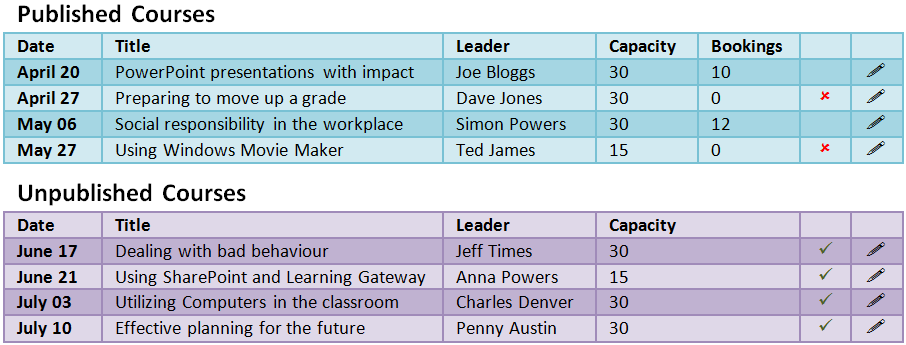 Published Courses
Date Title Leader Capacity Bookings
April 20 PowerPoint presentations with impact Joe Bloggs 30 10
April 27 Preparing to move up a grade Dave Jones 30 0
May 06 Social responsibility in the workplace Simon Powers 30 12
May 27 Using Windows Movie Maker Ted James 15 0
Unpublished Courses
Date Title Leader Capacity
June 17 Dealing with bad behaviour Jeff Times 30
June 21 Using SharePoint and Learning Gateway Anna Powers 15
July 03 Utilizing Computers in the classroom Charles Denver 30
July 10 Effective planning for the future Penny Austin 30